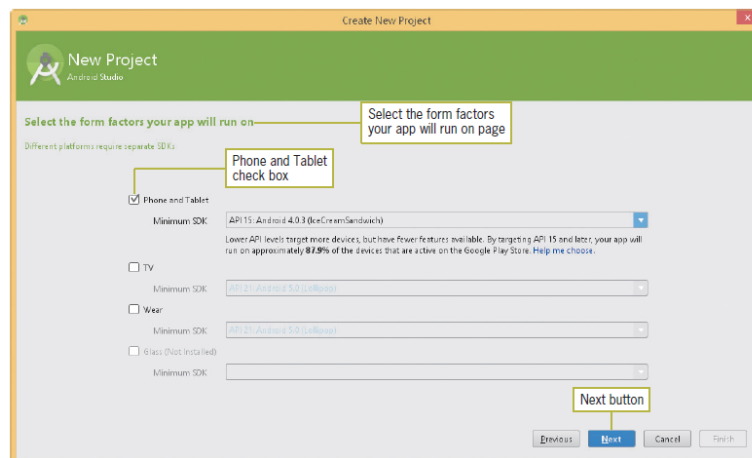 Create New Project
New Project
Android Studio
Select the form factors your app will run on
Select the form factors
your app will run on page
Different platforms require separate SDKs
Phone and Tablet
check box
Phone and Tablet
Minimum SDK
API 15: Android 4.0.3 (IceCreamSandwich)
Lower API levels target more devices, but have fewer features available. By targeting API 15 and later, your app will
run on approximately 87.9% of the devices that are active on the Google Play Store. Help me choose.
TV
Minimum SDK
API 21: Android 5.0 (Lollipop)
Wear
Minimum SDK
API 21: Android 5.0 (Lollipop)
Glass (Not Installed)
Minimum SDK
Next button
Previous
Next
Cancel
Finish